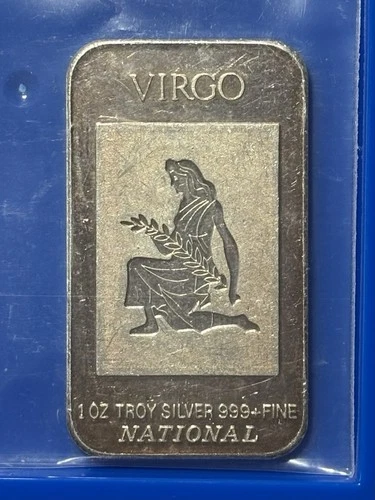 VIRGO
1 OZ TROY SILVER 999+ FINE
NATIONAL